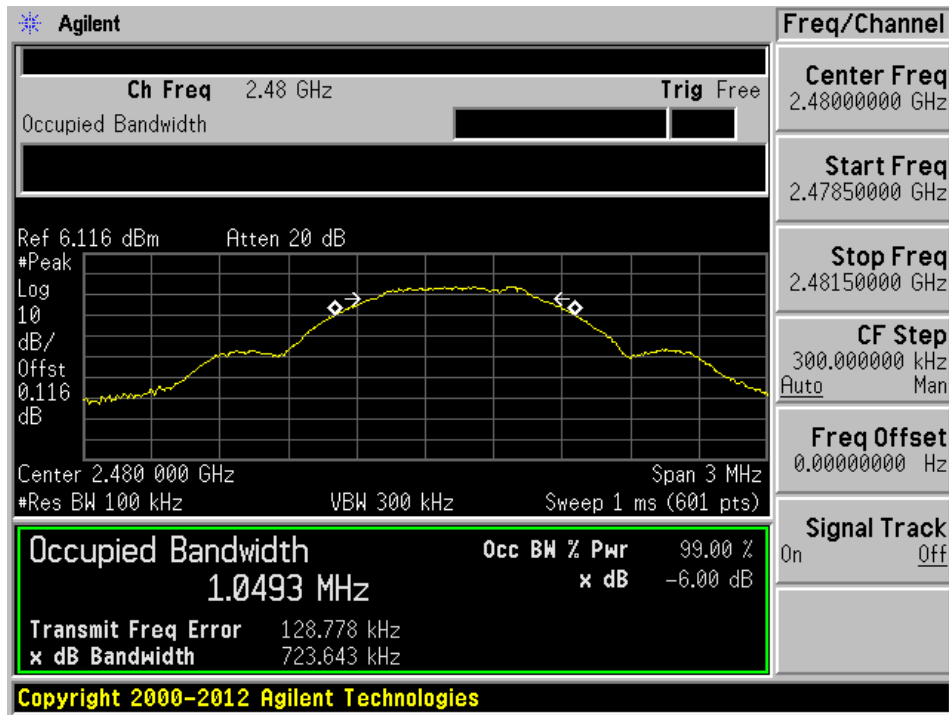 Agilent
Freq/Channel
Ch Freq 2.48 GHz
Trig Free
Occupied Bandwidth
Ref 6.116 dBm
Atten 20 dB
#Peak
Log
10
dB/
Offst
0.116
dB
Center 2.480 000 GHz
Span 3 MHz
#Res BW 100 kHz
VBW 300 kHz
Sweep 1 ms (601 pts)
Occupied Bandwidth
1.0493 MHz
Occ BW % Pwr 99.00 %
x dB -6.00 dB
Transmit Freq Error 128.778 kHz
x dB Bandwidth 723.643 kHz
Center Freq
2.48000000 GHz
Start Freq
2.47850000 GHz
Stop Freq
2.48150000 GHz
CF Step
300.000000 kHz
Auto Man
Freq Offset
0.00000000 Hz
Signal Track
On Off
Copyright 2000-2012 Agilent Technologies